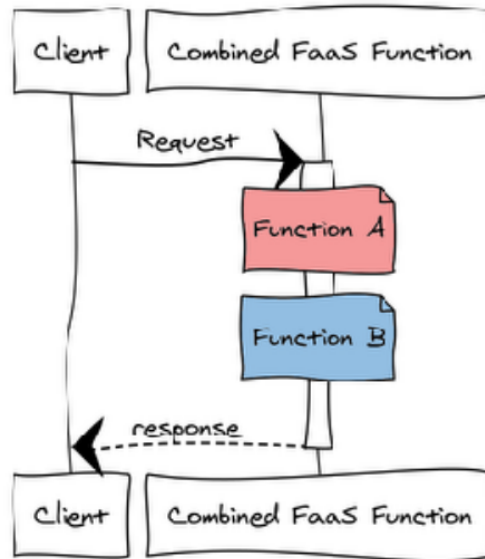 Client
Combined FaaS Function
Request
Function A
Function B
response
Client
Combined FaaS Function